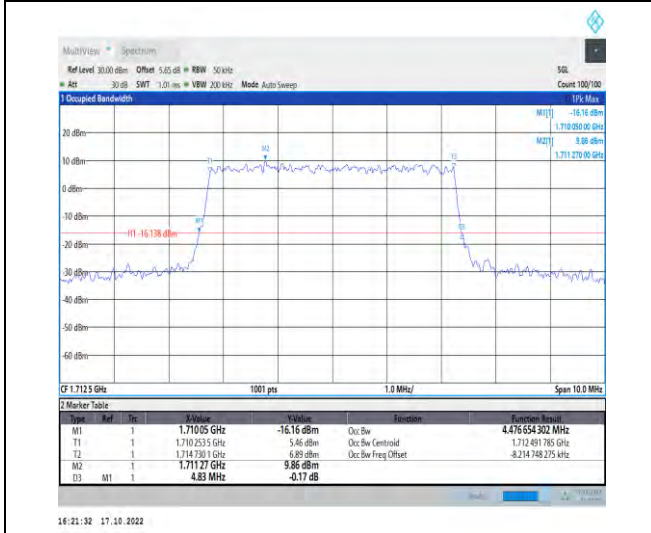 MultiView Spectrum
Ref Level 30.00 dBm Offset 5.65 dB RBW 50 kHz SGL
Att 30 dB SWT 1.01 ms VBW 200 kHz Mode Auto Sweep Count 100/100
1 Occupied Bandwidth 1Pk Max
M1[1] -16.16 dBm
1.710 050 00 GHz
M2[1] 9.86 dBm
1.711 270 00 GHz
20 dBm
M2
T1
10 dBm
0 dBm
-10 dBm
M1
H1 -16.138 dBm
D3
-20 dBm
-30 dBm
-40 dBm
-50 dBm
-60 dBm
CF 1.712 5 GHz 1001 pts 1.0 MHz/ Span 10.0 MHz
2 Marker Table
Type Ref Trc X-Value Y-Value Function Function Result
M1 1 1.710 05 GHz -16.16 dBm Occ Bw 4.476 654 302 MHz
T1 1 1.710 253 5 GHz 5.46 dBm Occ Bw Centroid 1.712 491 785 GHz
T2 1 1.714 730 1 GHz 6.89 dBm Occ Bw Freq Offset -8.214 748 275 kHz
M2 1 1.711 27 GHz 9.86 dBm
D3 M1 1 4.83 MHz -0.17 dB
16:21:32 17.10.2022